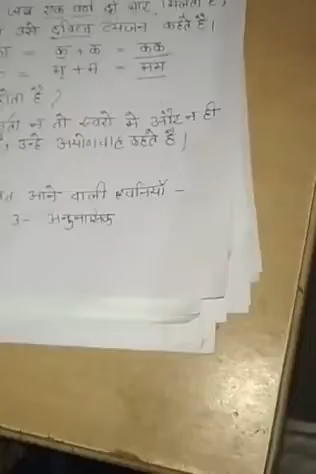 जब एक वर्ण दो बार मिलता है,
उसे द्वित्व व्यंजन कहते हैं।
= क् + क = क्क
= म् + म = म्म
होता है?
न तो स्वरों में और न ही
उन्हें अयोगवाह कहते हैं।
आने वाली ध्वनियाँ -
3- अनुनासिक